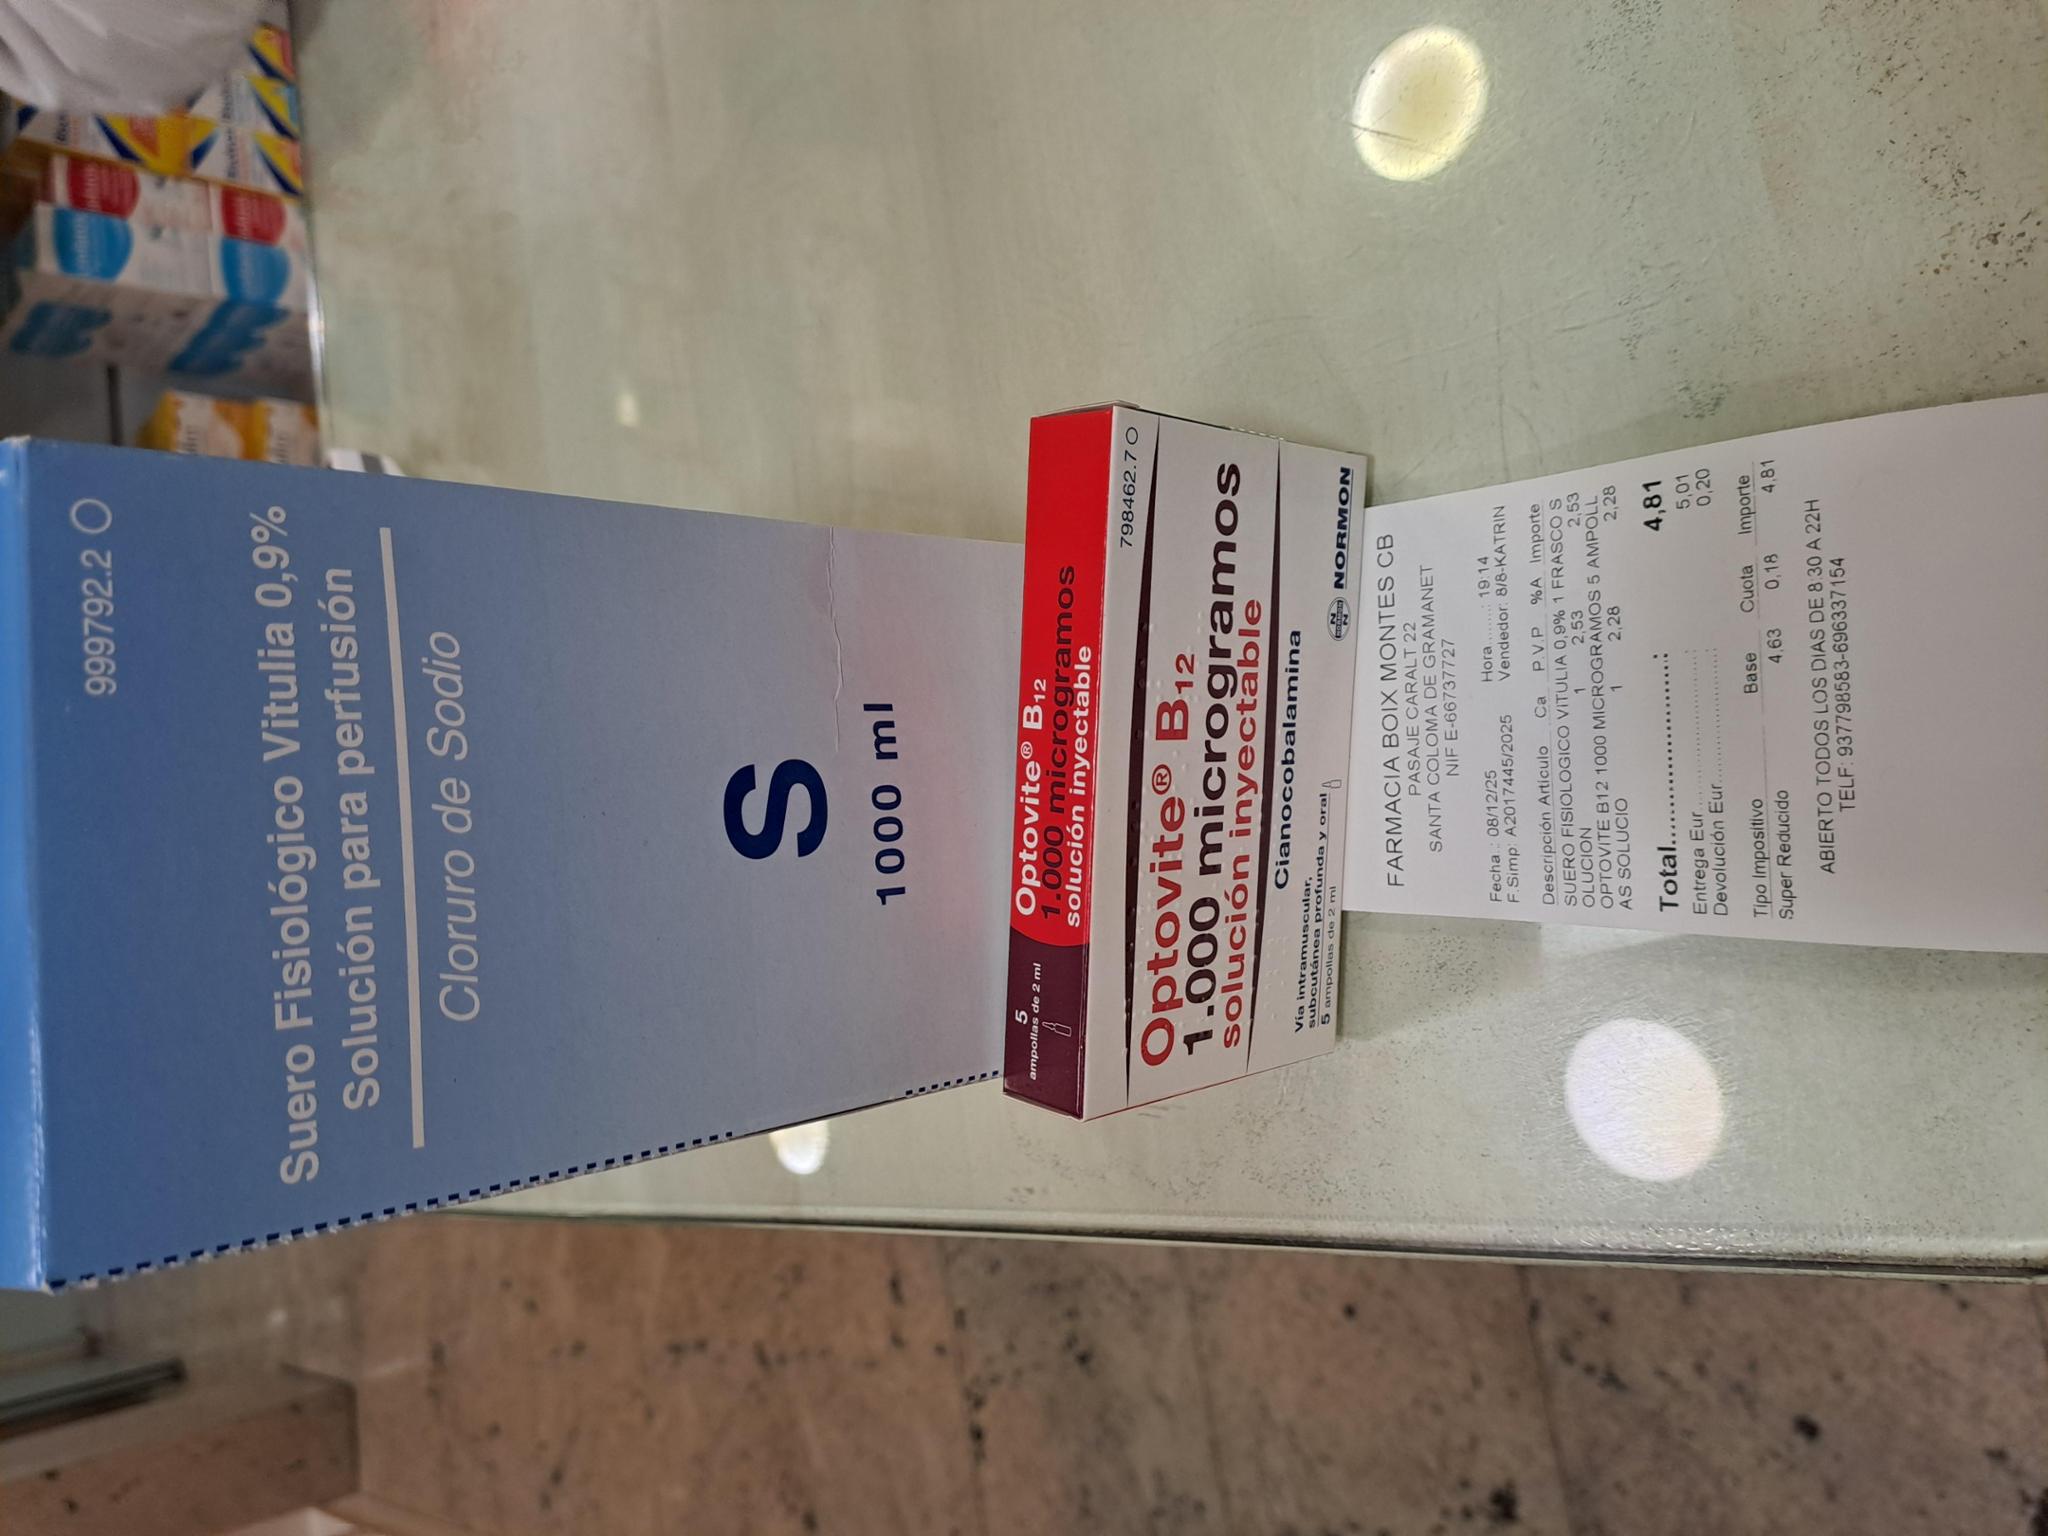 999792.2 O
Suero Fisiológico Vitulia 0,9%
Solución para perfusión
Cloruro de Sodio
S
1000 ml
5
ampollas de 2 ml
Optovite® B12
1.000 microgramos
solución inyectable
798462.7 O
Optovite® B12
1.000 microgramos
solución inyectable
Cianocobalamina
Vía intramuscular,
subcutánea profunda y oral
5 ampollas de 2 ml
NORMON
FARMACIA BOIX MONTES CB
PASAJE CARALT 22
SANTA COLOMA DE GRAMANET
NIF E-66737727
Fecha.: 08/12/25 Hora........: 19:14
F.Simp: A2017445/2025 Vendedor: 8/8-KATRIN
Descripción Artículo Ca P.V.P %A Importe
SUERO FISIOLOGICO VITULIA 0,9% 1 FRASCO S
OLUCION 1 2,53 2,53
OPTOVITE B12 1000 MICROGRAMOS 5 AMPOLL
AS SOLUCIO 1 2,28 2,28
Total....................: 4,81
Entrega Eur....................: 5,01
Devolución Eur....................: 0,20
Tipo Impositivo Base Cuota Importe
Super Reducido 4,63 0,18 4,81
ABIERTO TODOS LOS DIAS DE 8:30 A 22H
TELF: 937798583-696337154